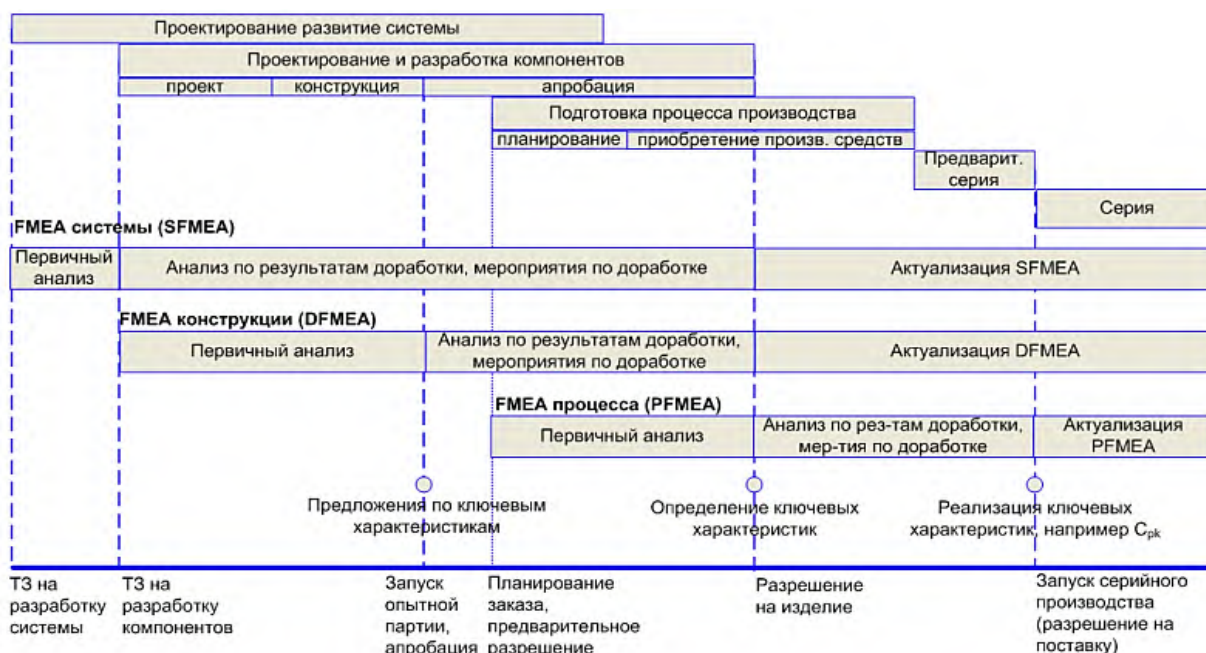 Проектирование развитие системы
Проектирование и разработка компонентов
проект
конструкция
апробация
Подготовка процесса производства
планирование
приобретение произв. средств
Предварит.
серия
Серия
FMEA системы (SFMEA)
Первичный
анализ
Анализ по результатам доработки, мероприятия по доработке
Актуализация SFMEA
FMEA конструкции (DFMEA)
Первичный анализ
Анализ по результатам доработки,
мероприятия по доработке
Актуализация DFMEA
FMEA процесса (PFMEA)
Первичный анализ
Анализ по рез-там доработки,
мер-тия по доработке
Актуализация
PFMEA
Предложения по ключевым
характеристикам
Определение ключевых
характеристик
Реализация ключевых
характеристик, например Cpk
ТЗ на
разработку
системы
ТЗ на
разработку
компонентов
Запуск
опытной
партии,
апробация
Планирование
заказа,
предварительное
разрешение
Разрешение
на изделие
Запуск серийного
производства
(разрешение на
поставку)